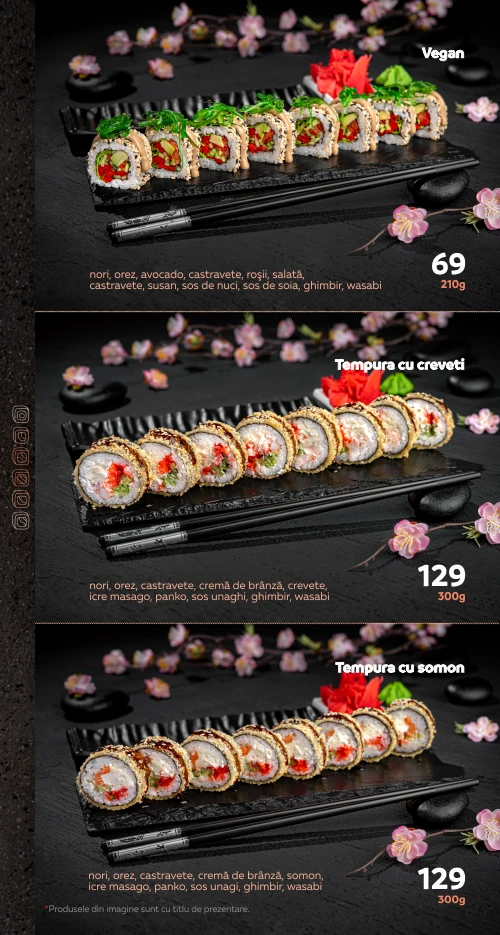 Vegan
nori, orez, avocado, castravete, roşii, salată,
castravete, susan, sos de nuci, sos de soia, ghimbir, wasabi
69
210g
Tempura cu creveti
nori, orez, castravete, cremă de brânză, crevete,
icre masago, panko, sos unaghi, ghimbir, wasabi
129
300g
Tempura cu somon
nori, orez, castravete, cremă de brânză, somon,
icre masago, panko, sos unagi, ghimbir, wasabi
129
300g
*Produsele din imagine sunt cu titlu de prezentare.